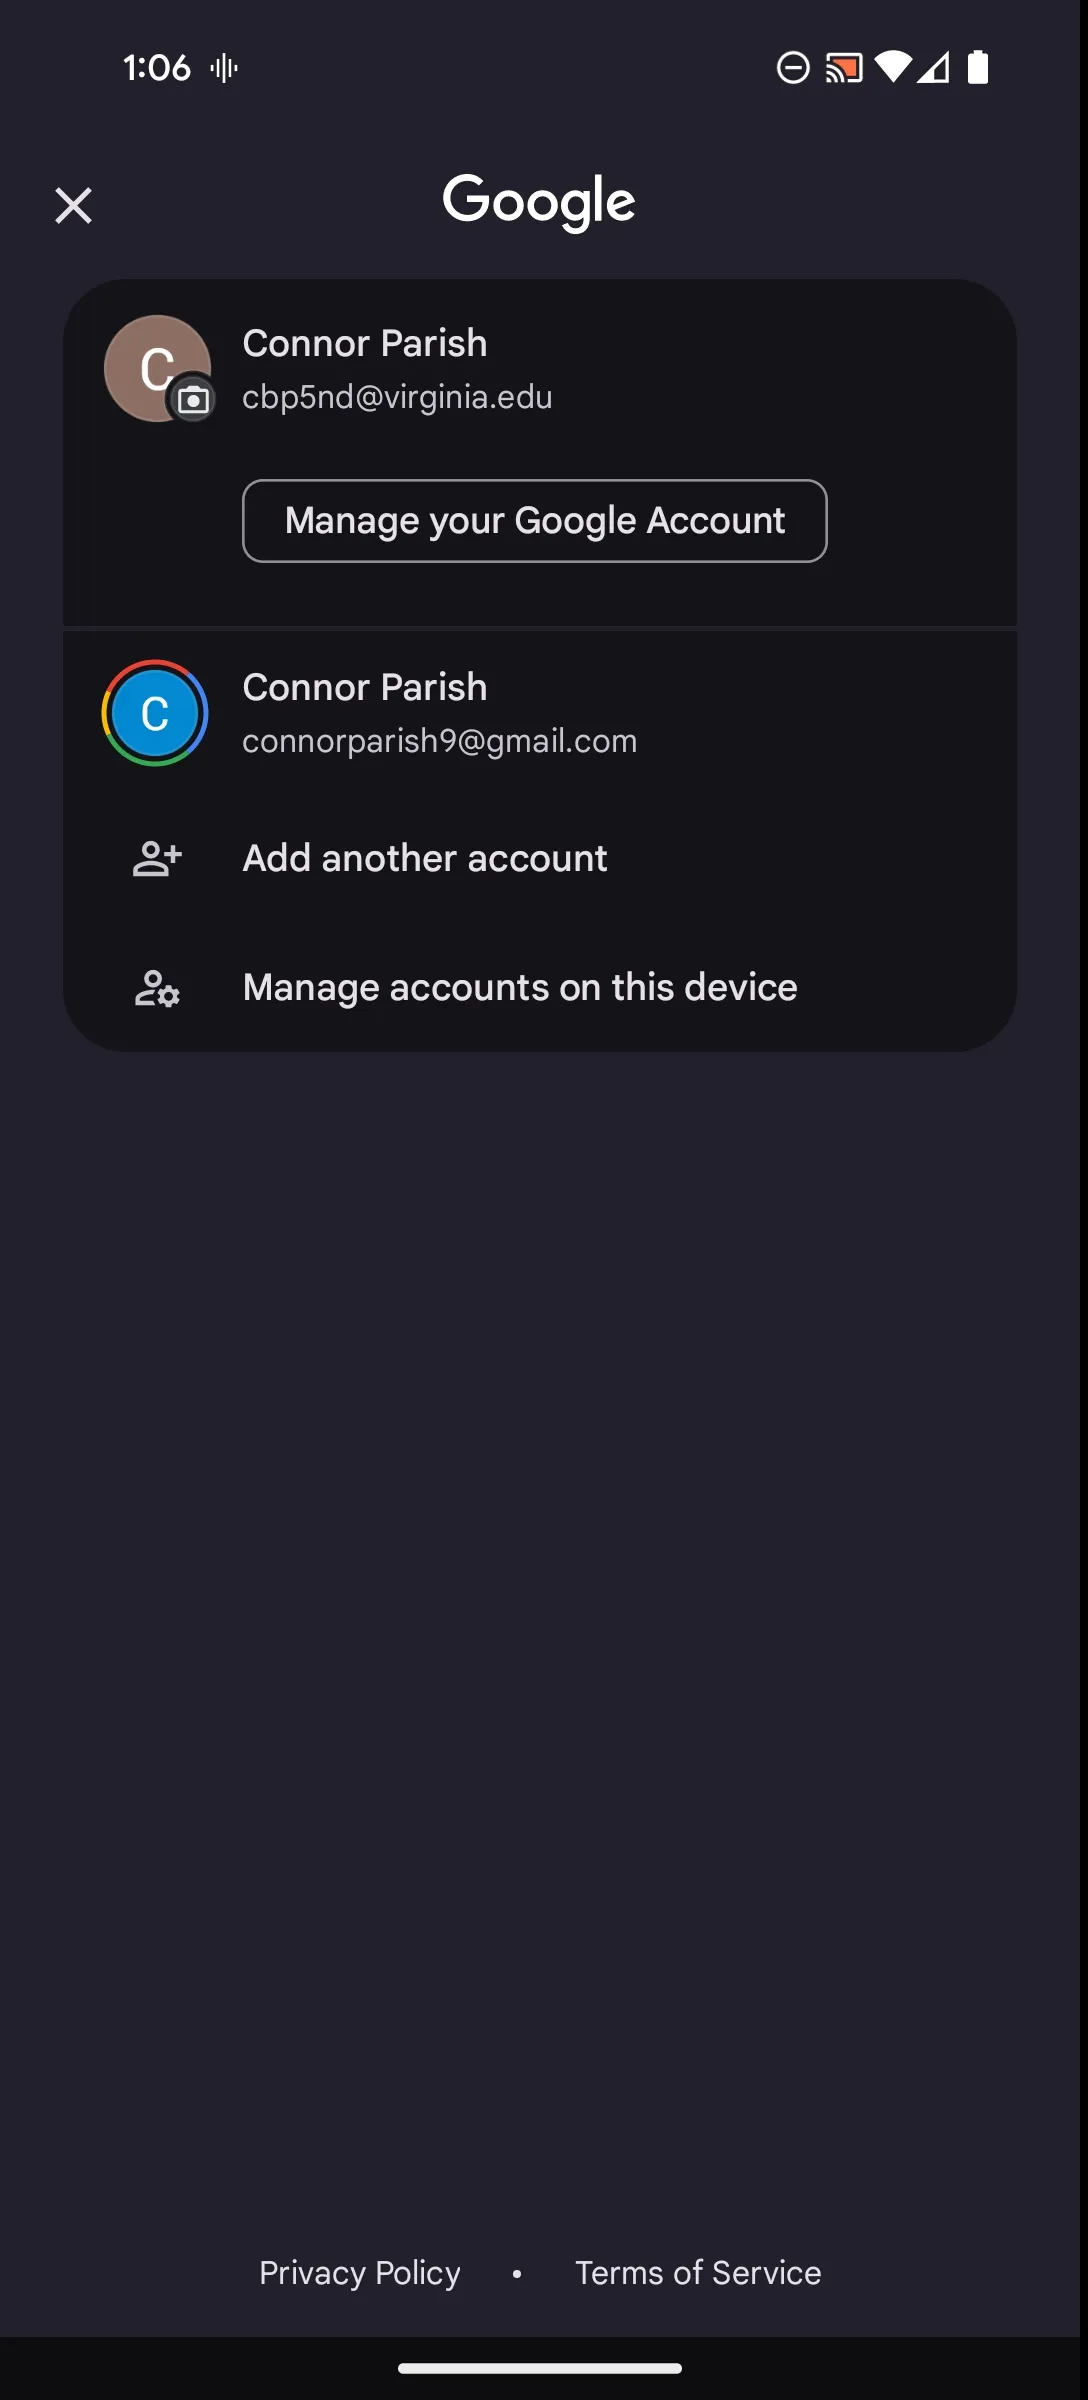 1:06
Google
C
Connor Parish
cbp5nd@virginia.edu
Manage your Google Account
C
Connor Parish
connorparish9@gmail.com
Add another account
Manage accounts on this device
Privacy Policy • Terms of Service